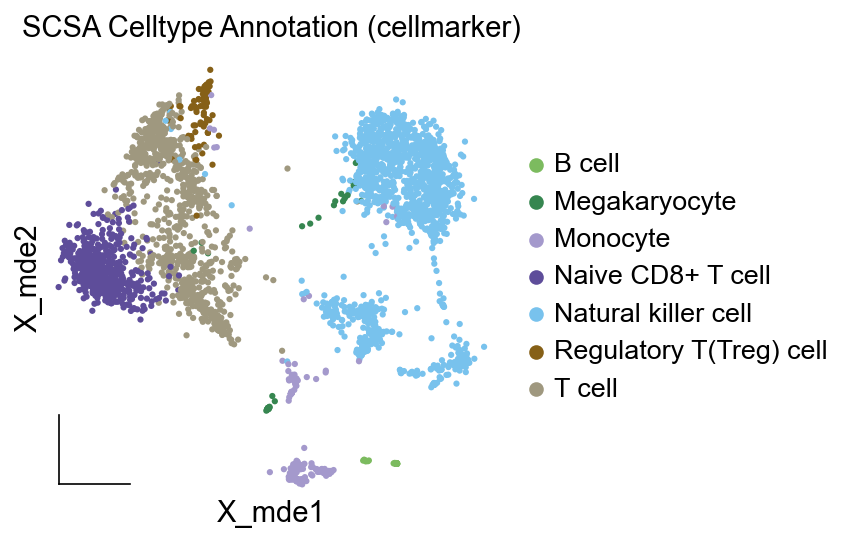 SCSA Celltype Annotation (cellmarker)
B cell
Megakaryocyte
Monocyte
Naive CD8+ T cell
Natural killer cell
Regulatory T(Treg) cell
T cell
X_mde2
X_mde1